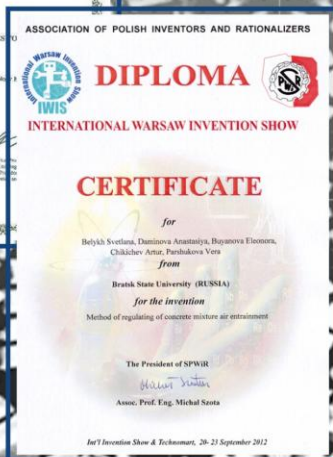 ASSOCIATION OF POLISH INVENTORS AND RATIONALIZERS
International Warsaw Invention Show
IWIS
DIPLOMA
INTERNATIONAL WARSAW INVENTION SHOW
CERTIFICATE
for
Belykh Svetlana, Daminova Anastasiya, Buyanova Eleonora,
Chikichev Artur, Parshukova Vera
from
Bratsk State University (RUSSIA)
for the invention
Method of regulating of concrete mixture air entrainment
The President of SPWiR
Assoc. Prof. Eng. Michal Szota
Int'l Invention Show & Technomart, 20- 23 September 2012